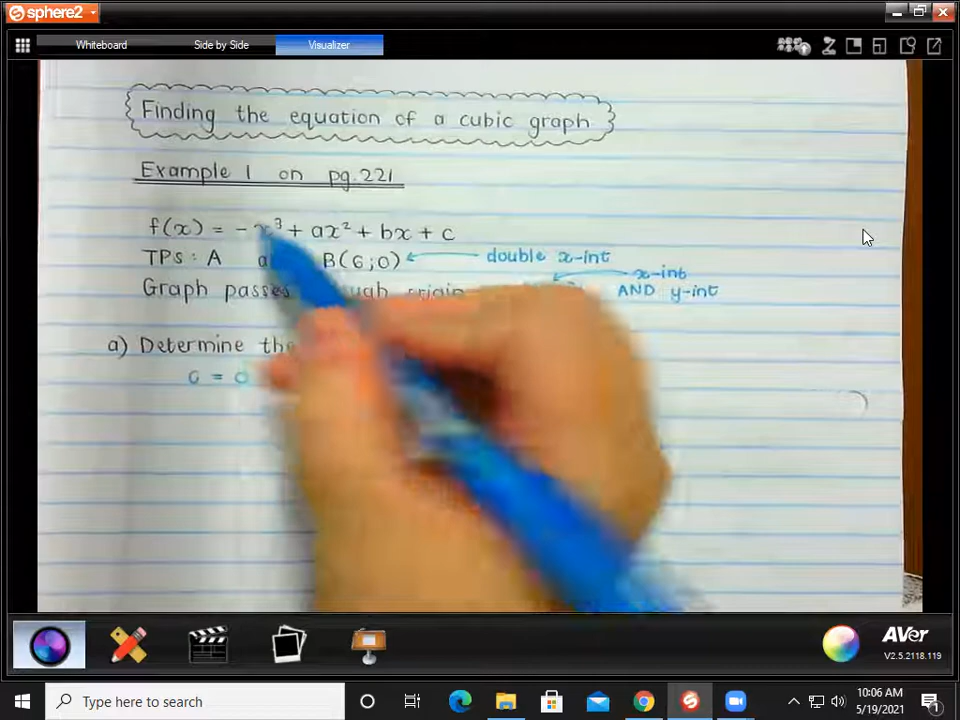 sphere2
Whiteboard Side by Side Visualizer
Finding the equation of a cubic graph
Example 1 on pg.221
f(x) = -x³ + ax² + bx + c
TPs : A B(6;0) double x-int
x-int
Graph passes origin AND y-int
a) Determine the
c = 0
AVer
V2.5.2118.119
Type here to search
10:06 AM
5/19/2021
1